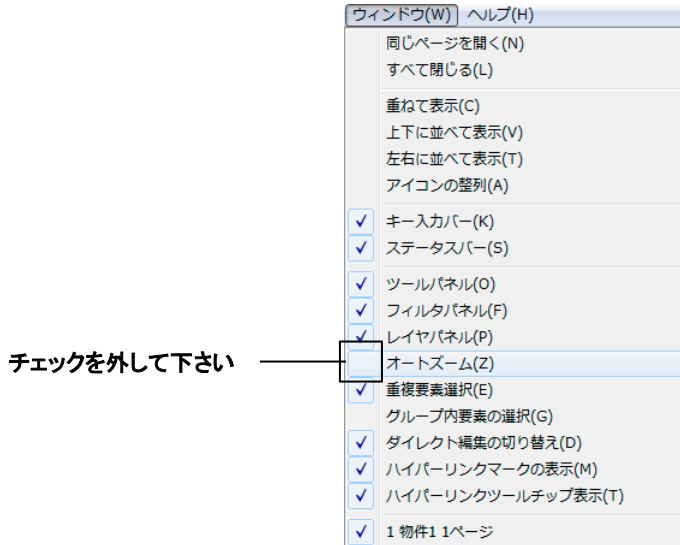 ウィンドウ(W) ヘルプ(H)
同じページを開く(N)
すべて閉じる(L)
重ねて表示(C)
上下に並べて表示(V)
左右に並べて表示(T)
アイコンの整列(A)
キー入力バー(K)
ステータスバー(S)
ツールパネル(O)
フィルタパネル(F)
レイヤパネル(P)
チェックを外して下さい
オートズーム(Z)
重複要素選択(E)
グループ内要素の選択(G)
ダイレクト編集の切り替え(D)
ハイパーリンクマークの表示(M)
ハイパーリンクツールチップ表示(T)
1 物件1 1ページ